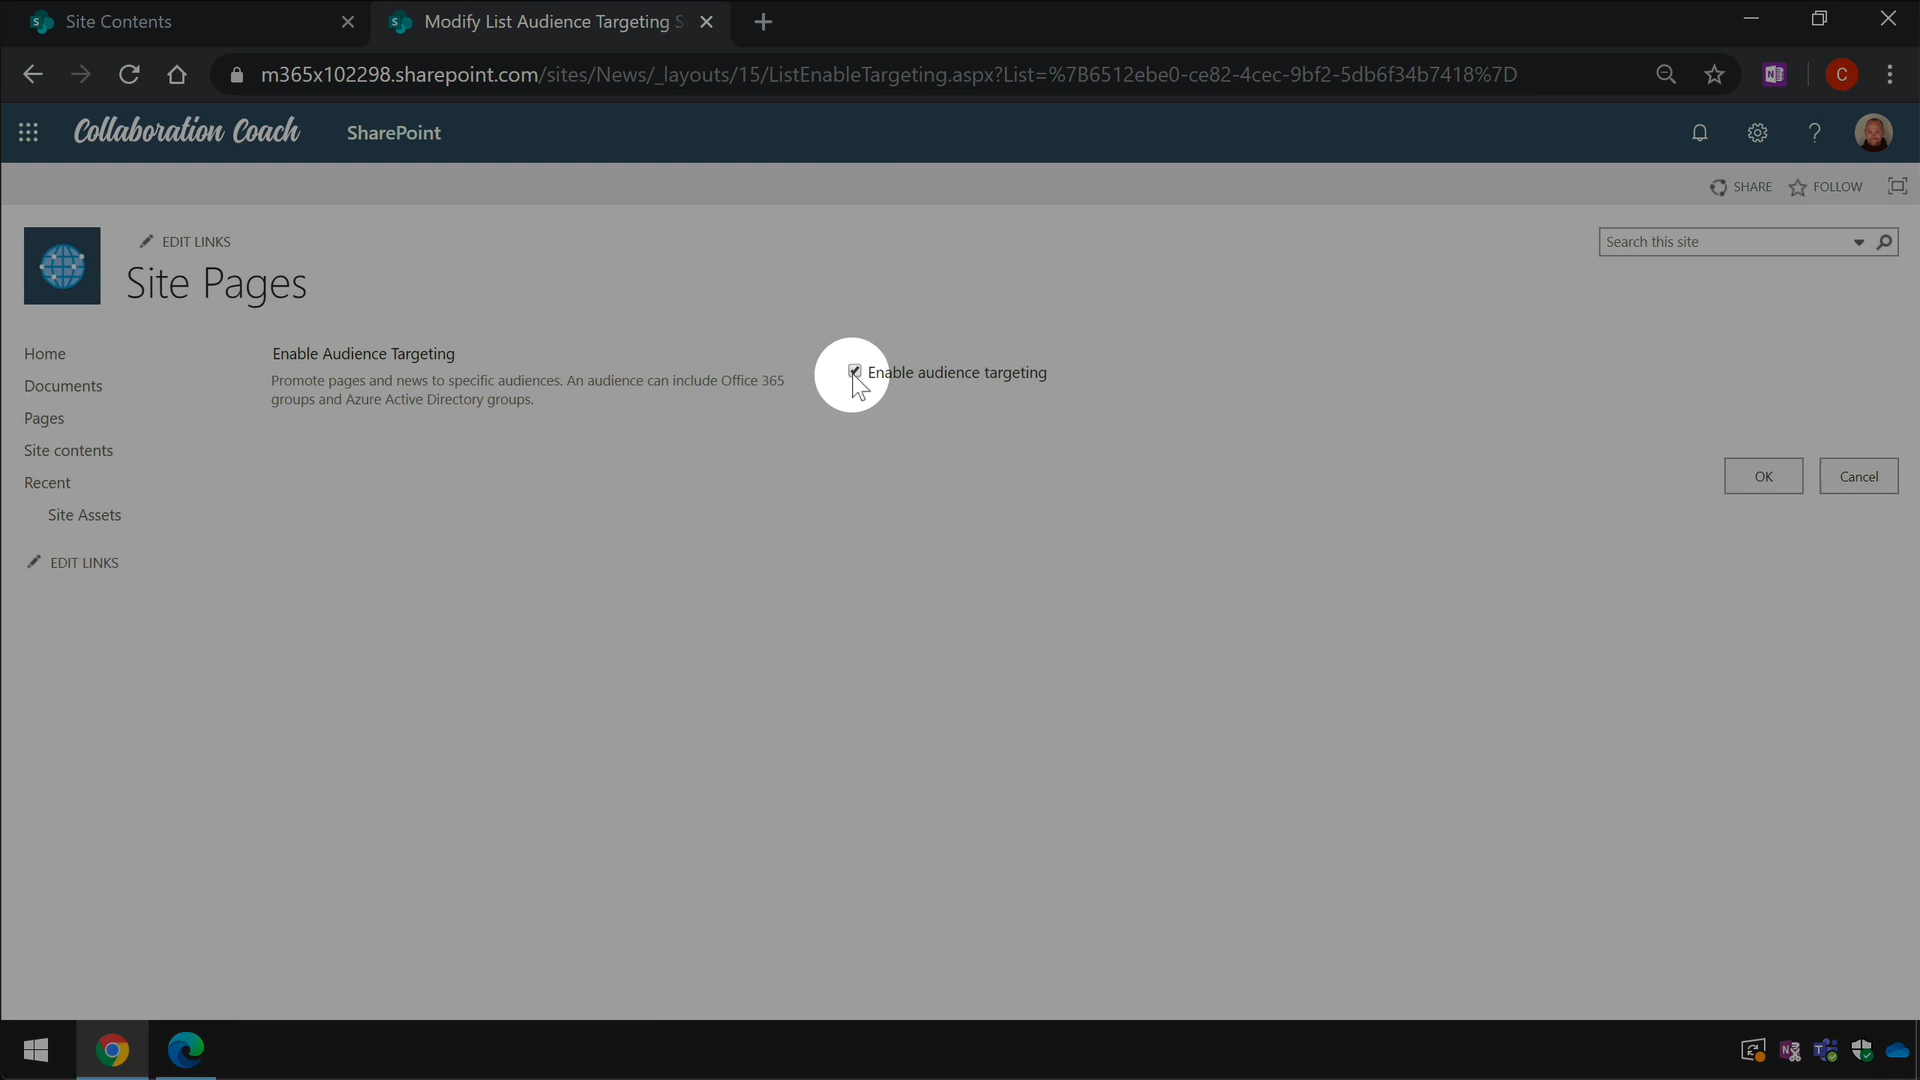 Site Contents
Modify List Audience Targeting S
m365x102298.sharepoint.com/sites/News/_layouts/15/ListEnableTargeting.aspx?List=%7B6512ebe0-ce82-4cec-9bf2-5db6f34b7418%7D
C
Collaboration Coach
SharePoint
SHARE
FOLLOW
EDIT LINKS
Search this site
Site Pages
Home
Documents
Pages
Site contents
Recent
Site Assets
EDIT LINKS
Enable Audience Targeting
Promote pages and news to specific audiences. An audience can include Office 365
groups and Azure Active Directory groups.
Enable audience targeting
OK
Cancel